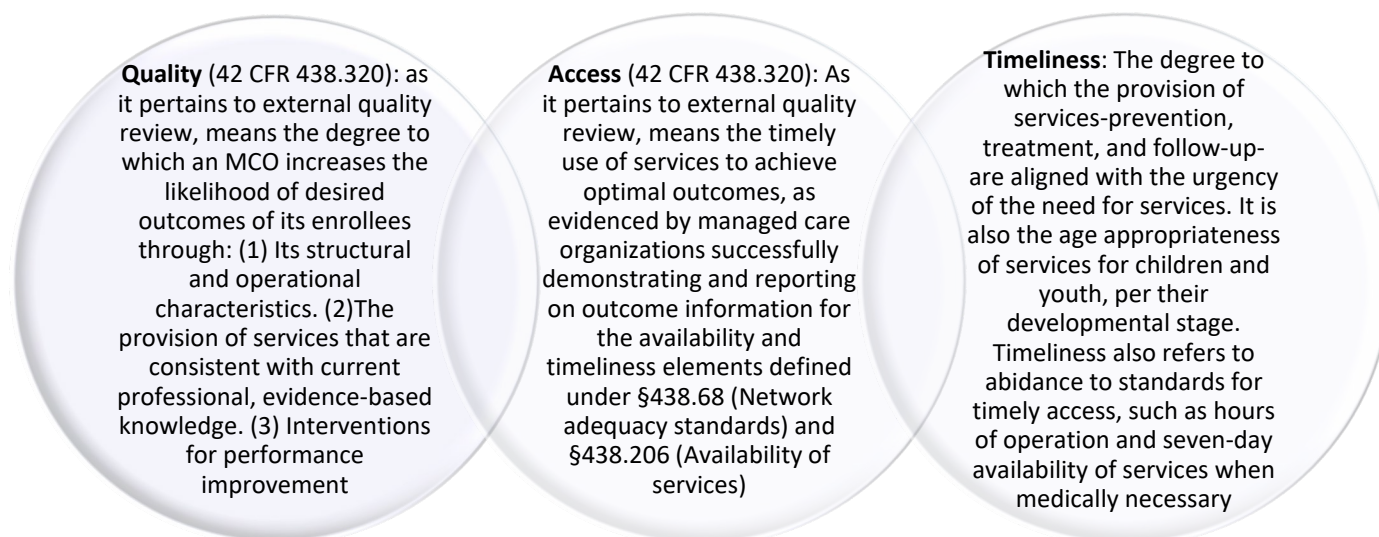 Quality (42 CFR 438.320): as
it pertains to external quality
review, means the degree to
which an MCO increases the
likelihood of desired
outcomes of its enrollees
through: (1) Its structural
and operational
characteristics. (2)The
provision of services that are
consistent with current
professional, evidence-based
knowledge. (3) Interventions
for performance
improvement
Access (42 CFR 438.320): As
it pertains to external quality
review, means the timely
use of services to achieve
optimal outcomes, as
evidenced by managed care
organizations successfully
demonstrating and reporting
on outcome information for
the availability and
timeliness elements defined
under §438.68 (Network
adequacy standards) and
§438.206 (Availability of
services)
Timeliness: The degree to
which the provision of
services-prevention,
treatment, and follow-up-
are aligned with the urgency
of the need for services. It is
also the age appropriateness
of services for children and
youth, per their
developmental stage.
Timeliness also refers to
abidance to standards for
timely access, such as hours
of operation and seven-day
availability of services when
medically necessary